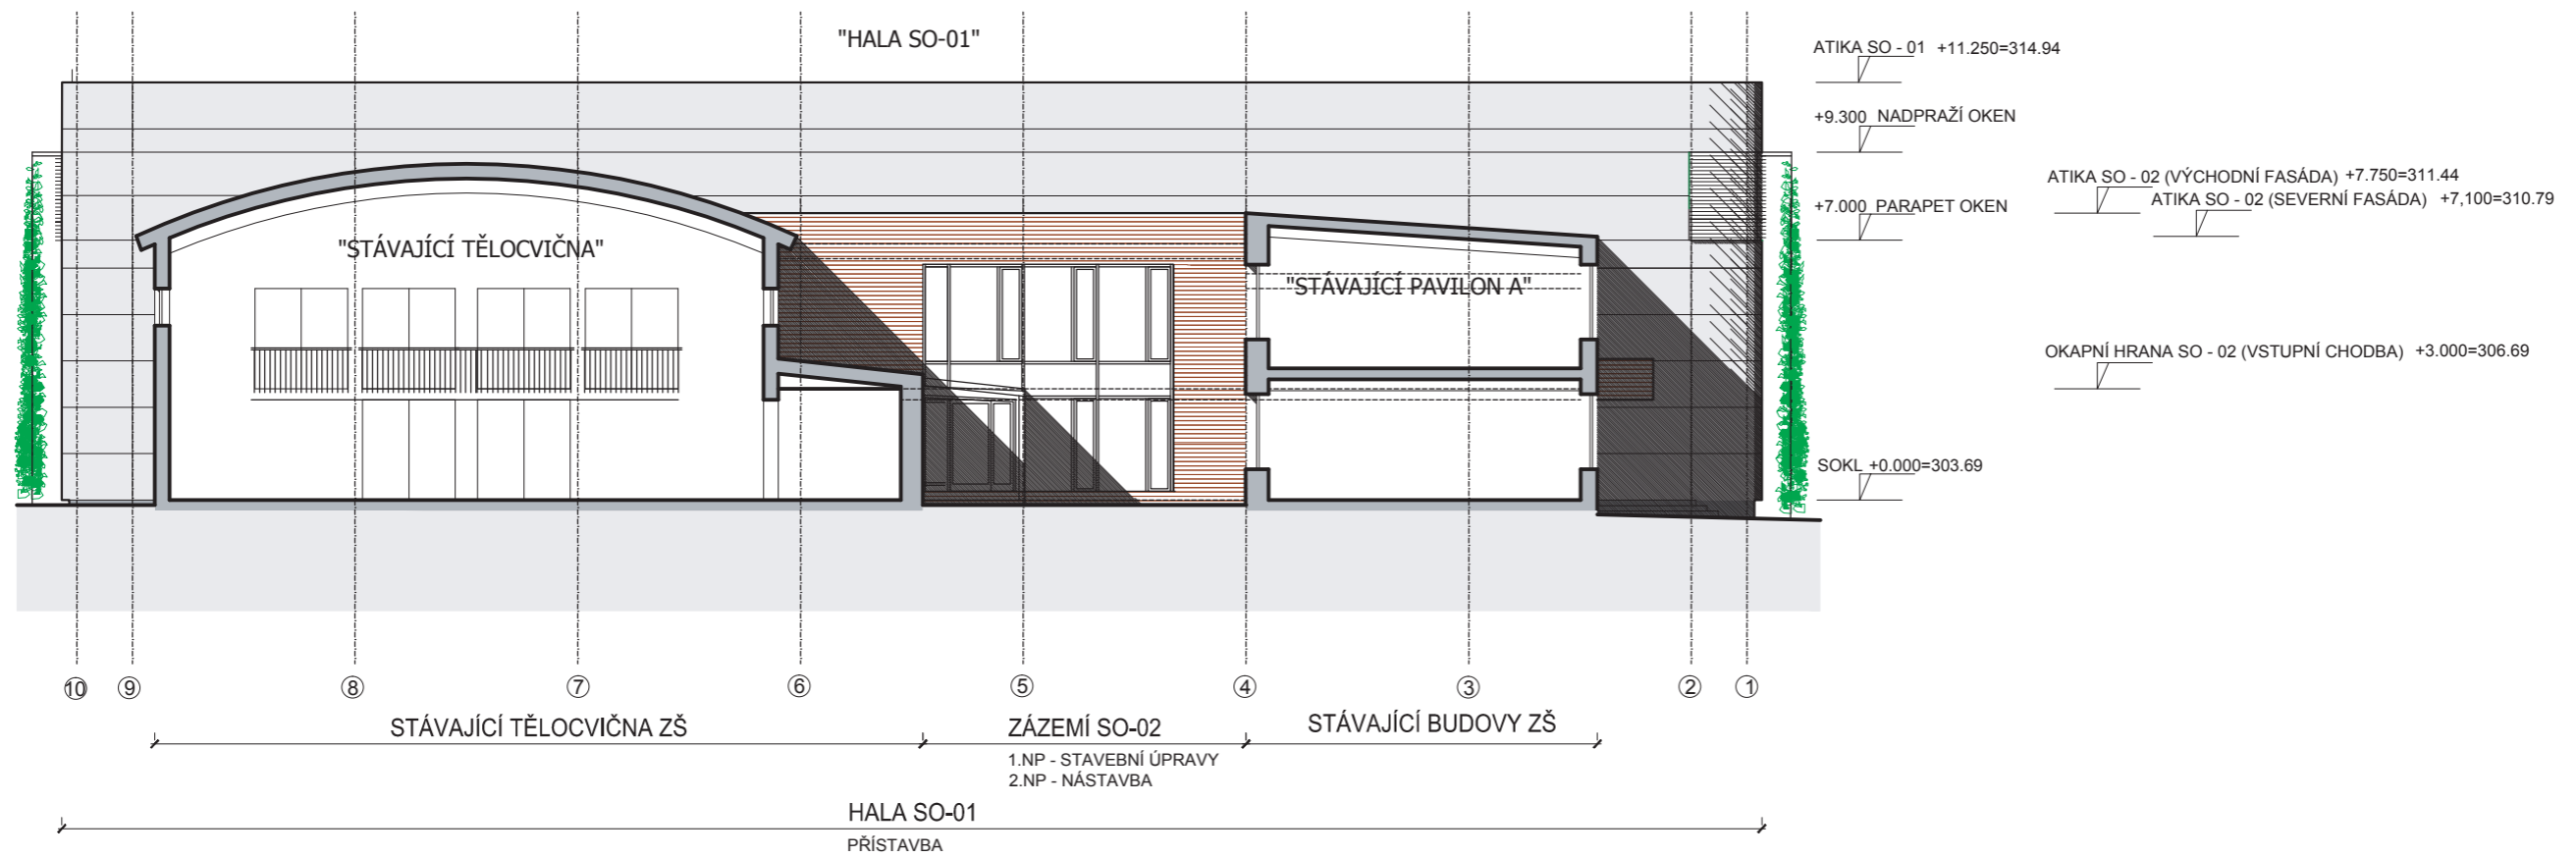 "HALA SO-01"
ATIKA SO - 01 +11.250=314.94
+9.300 NADPRAŽÍ OKEN
ATIKA SO - 02 (VÝCHODNÍ FASÁDA) +7.750=311.44
+7.000 PARAPET OKEN
ATIKA SO - 02 (SEVERNÍ FASÁDA) +7,100=310.79
"STÁVAJÍCÍ TĚLOCVIČNA"
"STÁVAJÍCÍ PAVILON A"
OKAPNÍ HRANA SO - 02 (VSTUPNÍ CHODBA) +3.000=306.69
SOKL +0.000=303.69
10 9 8 7 6 5 4 3 2 1
STÁVAJÍCÍ TĚLOCVIČNA ZŠ
ZÁZEMÍ SO-02
STÁVAJÍCÍ BUDOVY ZŠ
1.NP - STAVEBNÍ ÚPRAVY
2.NP - NÁSTAVBA
HALA SO-01
PŘÍSTAVBA